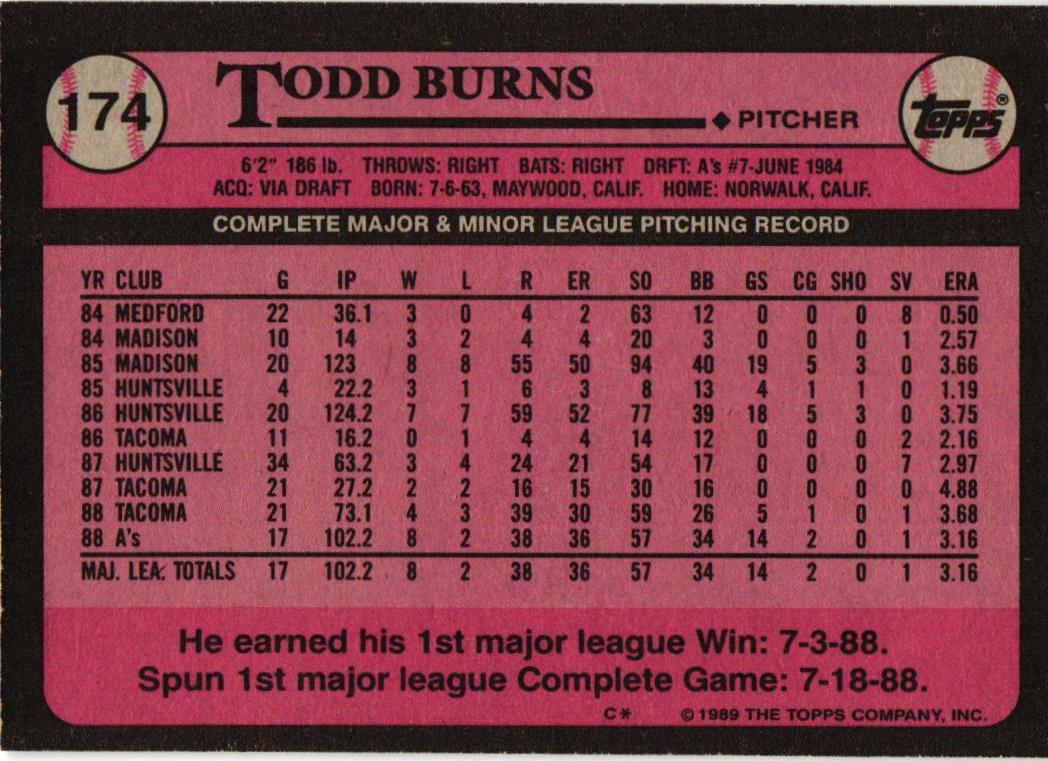 174
TODD BURNS
◆ PITCHER
topps®
6'2" 186 lb. THROWS: RIGHT BATS: RIGHT DRFT: A's #7-JUNE 1984
ACQ: VIA DRAFT BORN: 7-6-63, MAYWOOD, CALIF. HOME: NORWALK, CALIF.
COMPLETE MAJOR & MINOR LEAGUE PITCHING RECORD
YR CLUB G IP W L R ER SO BB GS CG SHO SV ERA
84 MEDFORD 22 36.1 3 0 4 2 63 12 0 0 0 8 0.50
84 MADISON 10 14 3 2 4 4 20 3 0 0 0 1 2.57
85 MADISON 20 123 8 8 55 50 94 40 19 5 3 0 3.66
85 HUNTSVILLE 4 22.2 3 1 6 3 8 13 4 1 1 0 1.19
86 HUNTSVILLE 20 124.2 7 7 59 52 77 39 18 5 3 0 3.75
86 TACOMA 11 16.2 0 1 4 4 14 12 0 0 0 2 2.16
87 HUNTSVILLE 34 63.2 3 4 24 21 54 17 0 0 0 7 2.97
87 TACOMA 21 27.2 2 2 16 15 30 16 0 0 0 0 4.88
88 TACOMA 21 73.1 4 3 39 30 59 26 5 1 0 1 3.68
88 A's 17 102.2 8 2 38 36 57 34 14 2 0 1 3.16
MAJ. LEA. TOTALS 17 102.2 8 2 38 36 57 34 14 2 0 1 3.16
He earned his 1st major league Win: 7-3-88.
Spun 1st major league Complete Game: 7-18-88.
C* © 1989 THE TOPPS COMPANY, INC.